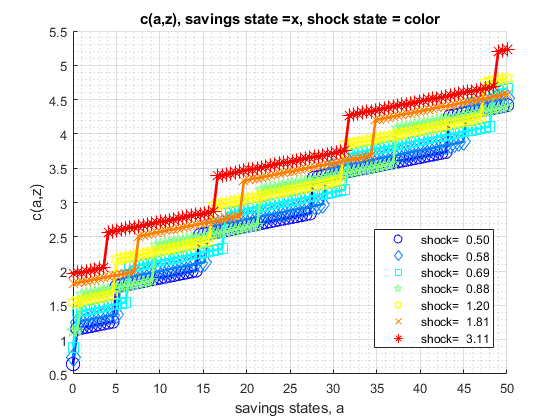 c(a,z), savings state =x, shock state = color
5.5
5
4.5
4
3.5
3
2.5
2
1.5
1
0.5
c(a,z)
shock= 0.50
shock= 0.58
shock= 0.69
shock= 0.88
shock= 1.20
shock= 1.81
shock= 3.11
0 5 10 15 20 25 30 35 40 45 50
savings states, a